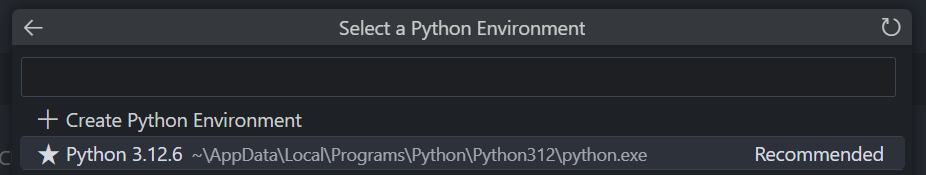 Select a Python Environment
Create Python Environment
Python 3.12.6 ~\AppData\Local\Programs\Python\Python312\python.exe Recommended